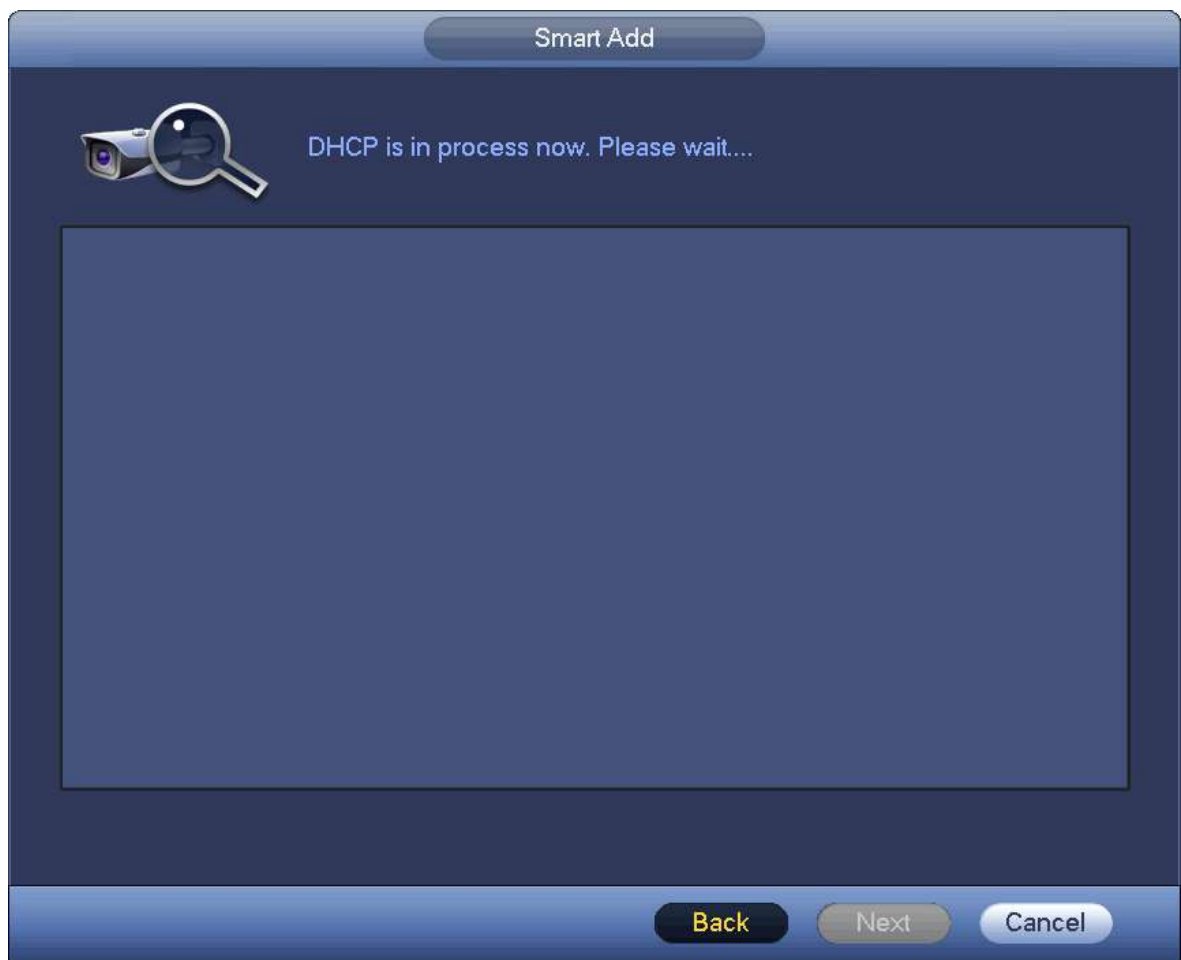 Smart Add
DHCP is in process now. Please wait....
Back
Next
Cancel